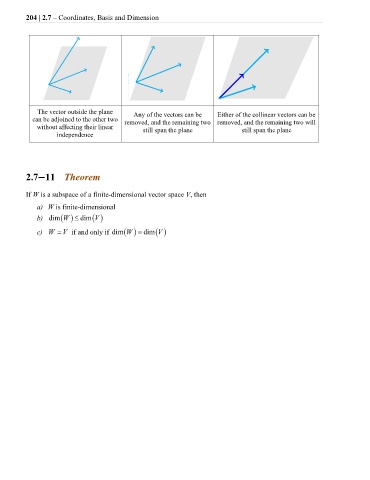 204 | 2.7 – Coordinates, Basis and Dimension
The vector outside the plane
can be adjoined to the other two
without affecting their linear
independence
Any of the vectors can be
removed, and the remaining two
still span the plane
Either of the collinear vectors can be
removed, and the remaining two will
still span the plane
2.7–11 Theorem
If W is a subspace of a finite-dimensional vector space V, then
a) W is finite-dimensional
b) dim(W) ≤ dim(V)
c) W = V if and only if dim(W) = dim(V)